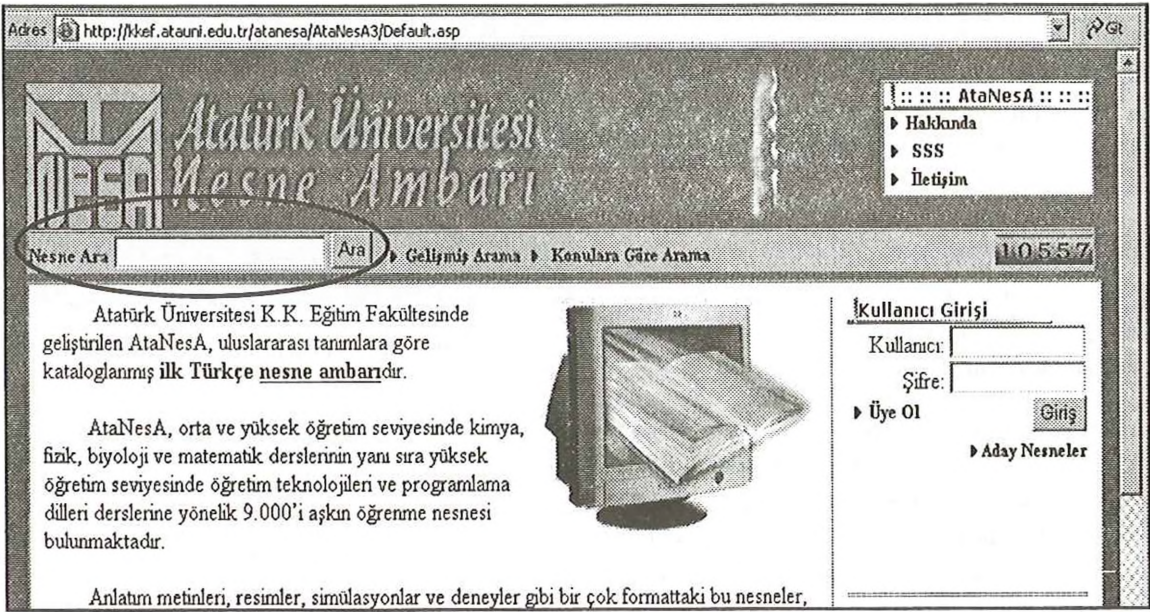 Adres http://kkef.atauni.edu.tr/atanesa/AtaNesA3/Default.asp Git
Atatürk Üniversitesi
Nesne Ambarı
NESA
:: :: :: AtaNesA :: :: ::
Hakkında
SSS
İletişim
Nesne Ara Ara Gelişmiş Arama Konulara Göre Arama 10557
Atatürk Üniversitesi K.K. Eğitim Fakültesinde
geliştirilen AtaNesA, uluslararası tanımlara göre
kataloglanmış ilk Türkçe nesne ambarıdır.
AtaNesA, orta ve yüksek öğretim seviyesinde kimya,
fizik, biyoloji ve matematik derslerinin yanı sıra yüksek
öğretim seviyesinde öğretim teknolojileri ve programlama
dilleri derslerine yönelik 9.000'i aşkın öğrenme nesnesi
bulunmaktadır.
Anlatım metinleri, resimler, simülasyonlar ve deneyler gibi bir çok formattaki bu nesneler,
Kullanıcı Girişi
Kullanıcı:
Şifre:
Üye Ol Giriş
Aday Nesneler